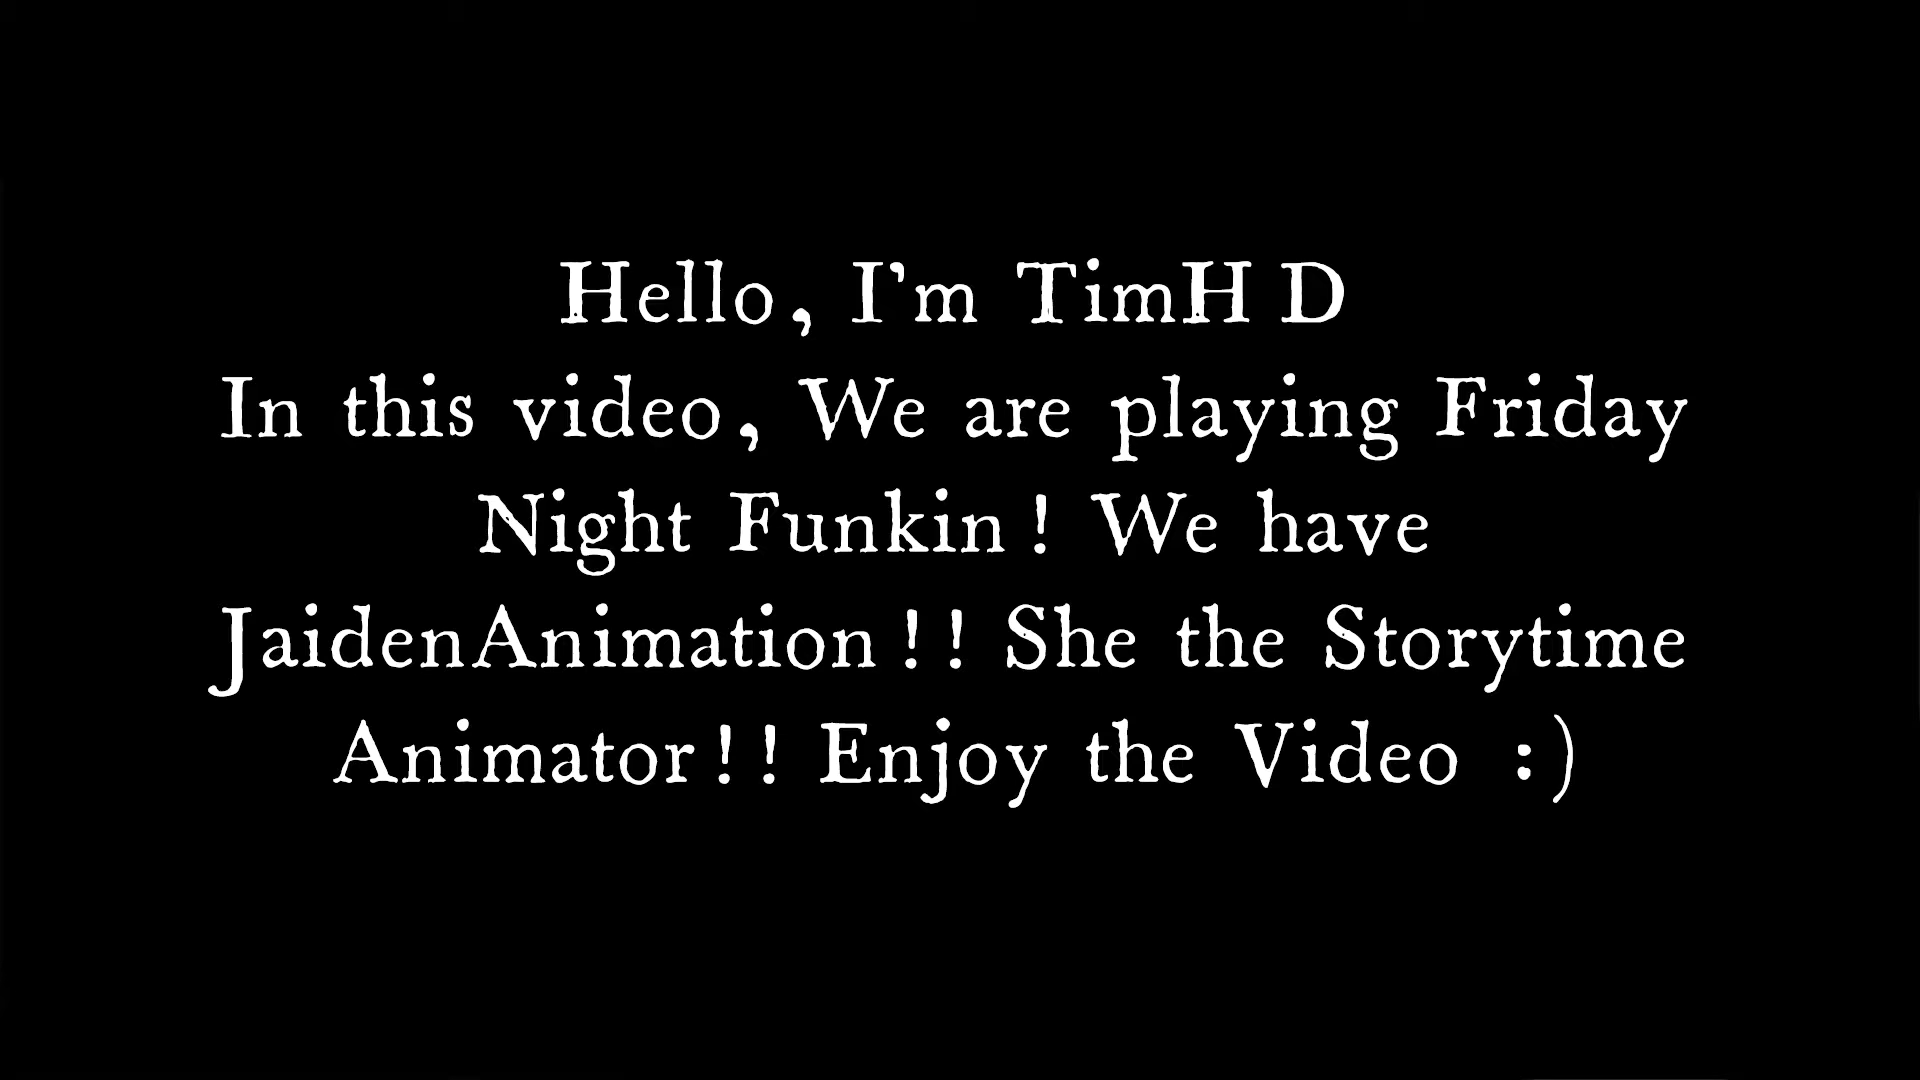 Hello, I'm TimH D
In this video, We are playing Friday
Night Funkin! We have
JaidenAnimation!! She the Storytime
Animator!! Enjoy the Video :)